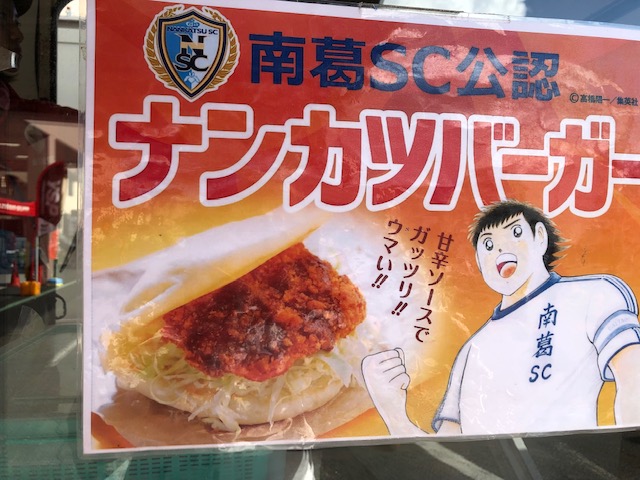 NANKATSU SC
N
SC
南葛SC公認
©高橋陽一／集英社
ナンカツバーガー
甘辛ソースで
ガッツリ!!
ウマい!!
南葛
SC